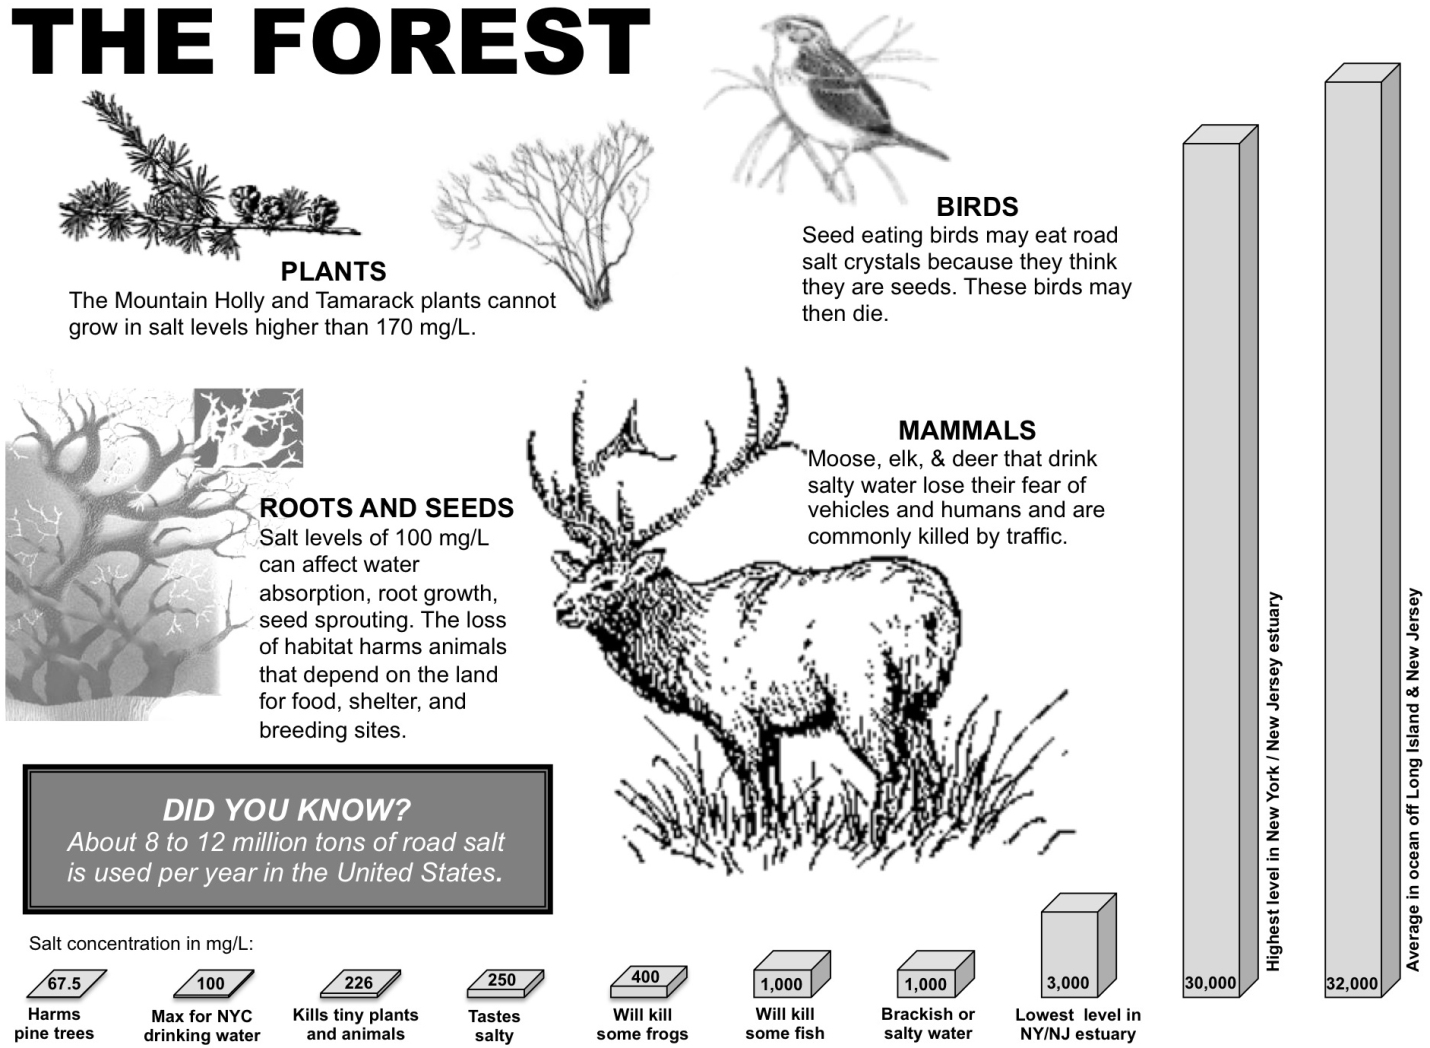 THE FOREST
PLANTS
The Mountain Holly and Tamarack plants cannot
grow in salt levels higher than 170 mg/L.
BIRDS
Seed eating birds may eat road
salt crystals because they think
they are seeds. These birds may
then die.
ROOTS AND SEEDS
Salt levels of 100 mg/L
can affect water
absorption, root growth,
seed sprouting. The loss
of habitat harms animals
that depend on the land
for food, shelter, and
breeding sites.
MAMMALS
Moose, elk, & deer that drink
salty water lose their fear of
vehicles and humans and are
commonly killed by traffic.
DID YOU KNOW?
About 8 to 12 million tons of road salt
is used per year in the United States.
Salt concentration in mg/L:
67.5
Harms
pine trees
100
Max for NYC
drinking water
226
Kills tiny plants
and animals
250
Tastes
salty
400
Will kill
some frogs
1,000
Will kill
some fish
1,000
Brackish or
salty water
3,000
Lowest level in
NY/NJ estuary
30,000
Highest level in New York / New Jersey estuary
32,000
Average in ocean off Long Island & New Jersey